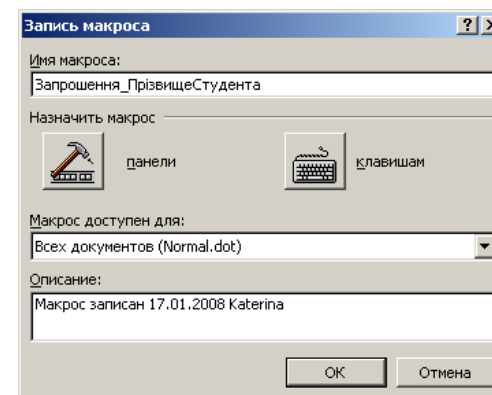 Запись макроса
Имя макроса:
Запрошення_ПрізвищеСтудента
Назначить макрос
панели клавишам
Макрос доступен для:
Всех документов (Normal.dot)
Описание:
Макрос записан 17.01.2008 Katerina
ОК Отмена